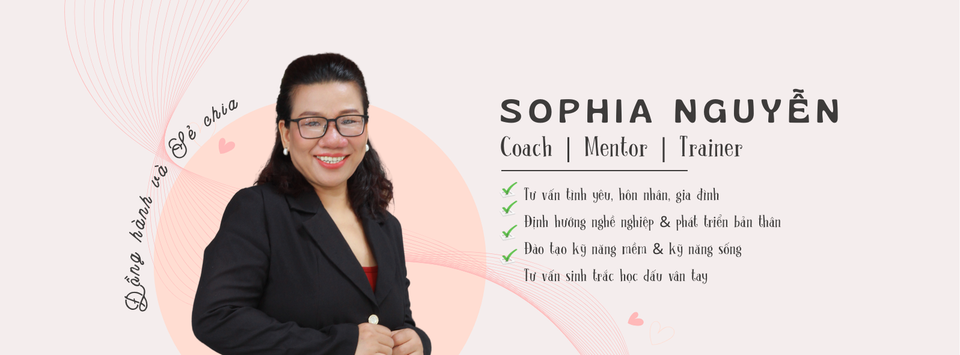 Đồng hành và Sẻ chia
SOPHIA NGUYỄN
Coach | Mentor | Trainer
Tư vấn tình yêu, hôn nhân, gia đình
Định hướng nghề nghiệp & phát triển bản thân
Đào tạo kỹ năng mềm & kỹ năng sống
Tư vấn sinh trắc học dấu vân tay